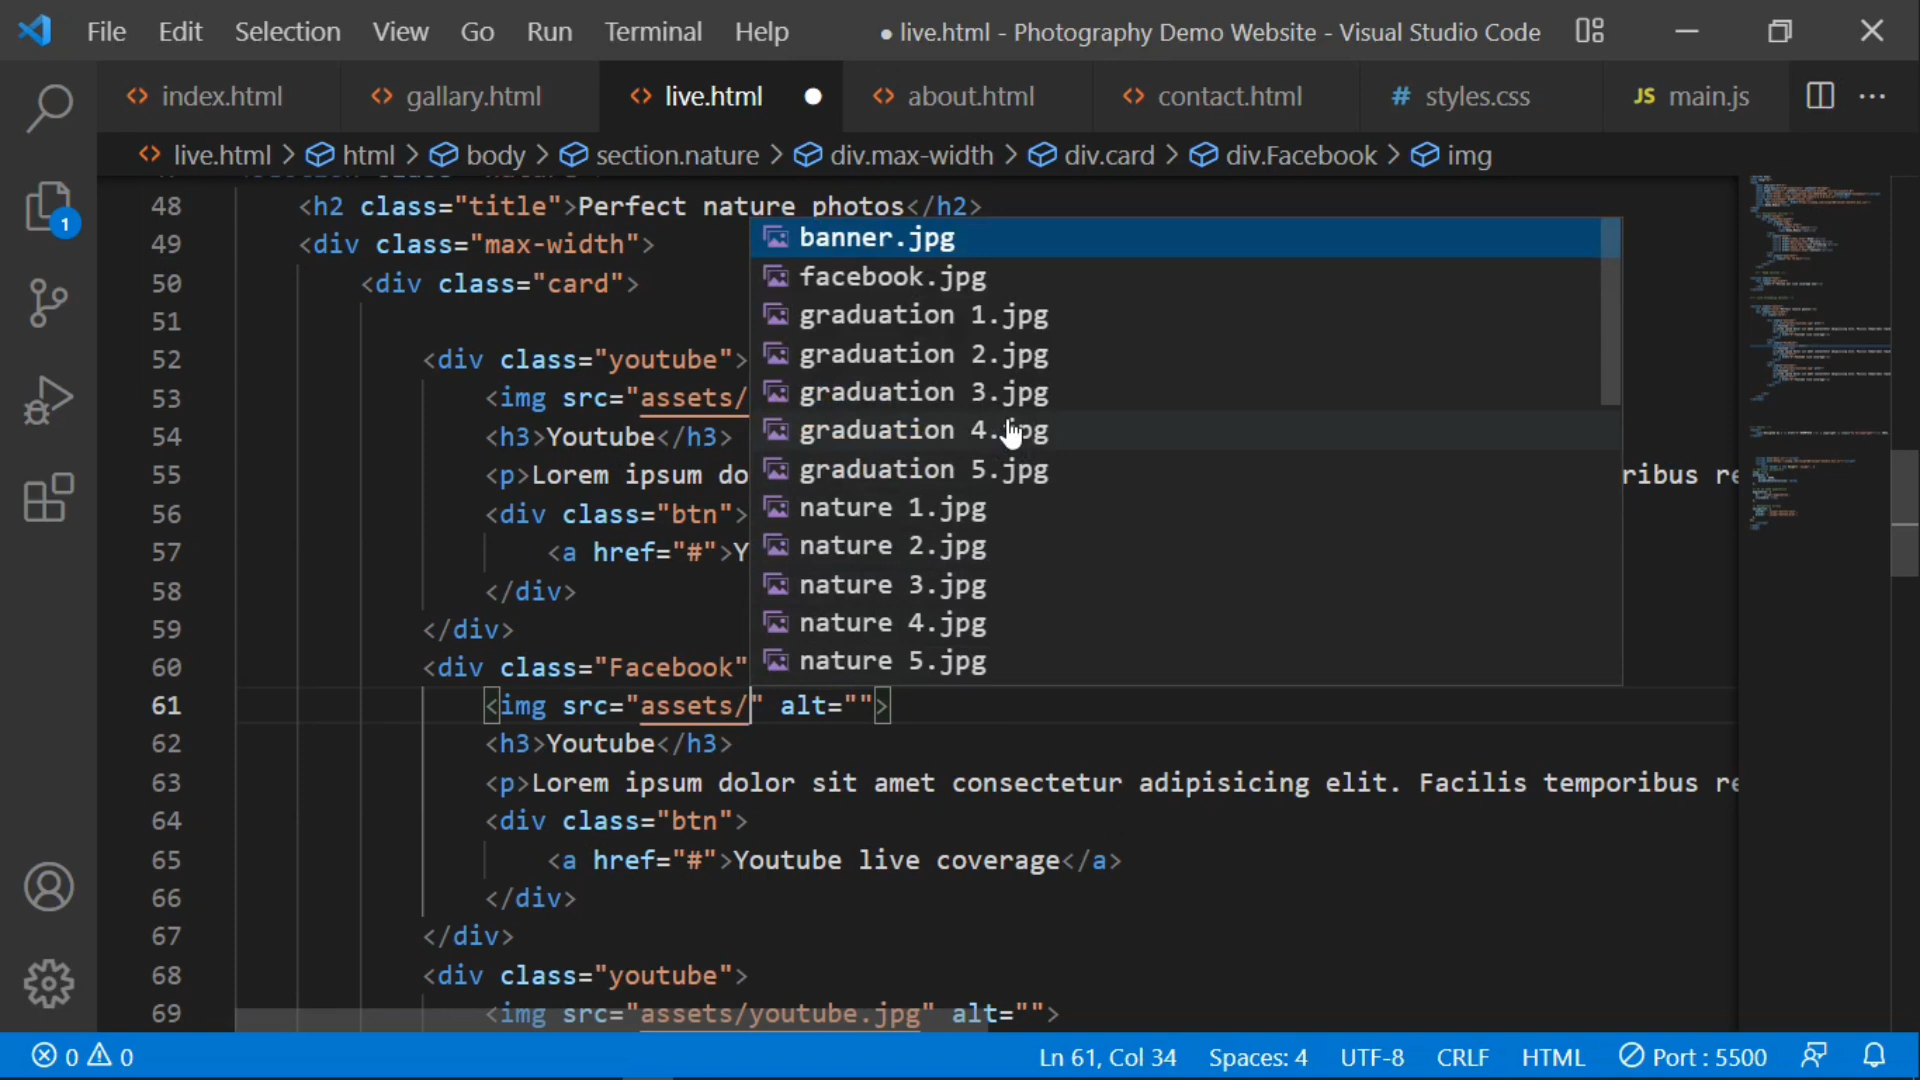 File Edit Selection View Go Run Terminal Help ● live.html - Photography Demo Website - Visual Studio Code
index.html gallary.html live.html about.html contact.html # styles.css JS main.js
live.html > html > body > section.nature > div.max-width > div.card > div.Facebook > img
48 <h2 class="title">Perfect nature photos</h2>
49 <div class="max-width">
50 <div class="card">
51
52 <div class="youtube">
53 <img src="assets/
54 <h3>Youtube</h3>
55 <p>Lorem ipsum do ribus re
56 <div class="btn">
57 <a href="#">Y
58 </div>
59 </div>
60 <div class="Facebook"
61 <img src="assets/" alt="">
62 <h3>Youtube</h3>
63 <p>Lorem ipsum dolor sit amet consectetur adipisicing elit. Facilis temporibus re
64 <div class="btn">
65 <a href="#">Youtube live coverage</a>
66 </div>
67 </div>
68 <div class="youtube">
69 <img src="assets/youtube.jpg" alt="">
banner.jpg
facebook.jpg
graduation 1.jpg
graduation 2.jpg
graduation 3.jpg
graduation 4.jpg
graduation 5.jpg
nature 1.jpg
nature 2.jpg
nature 3.jpg
nature 4.jpg
nature 5.jpg
1
0 0 Ln 61, Col 34 Spaces: 4 UTF-8 CRLF HTML Port : 5500